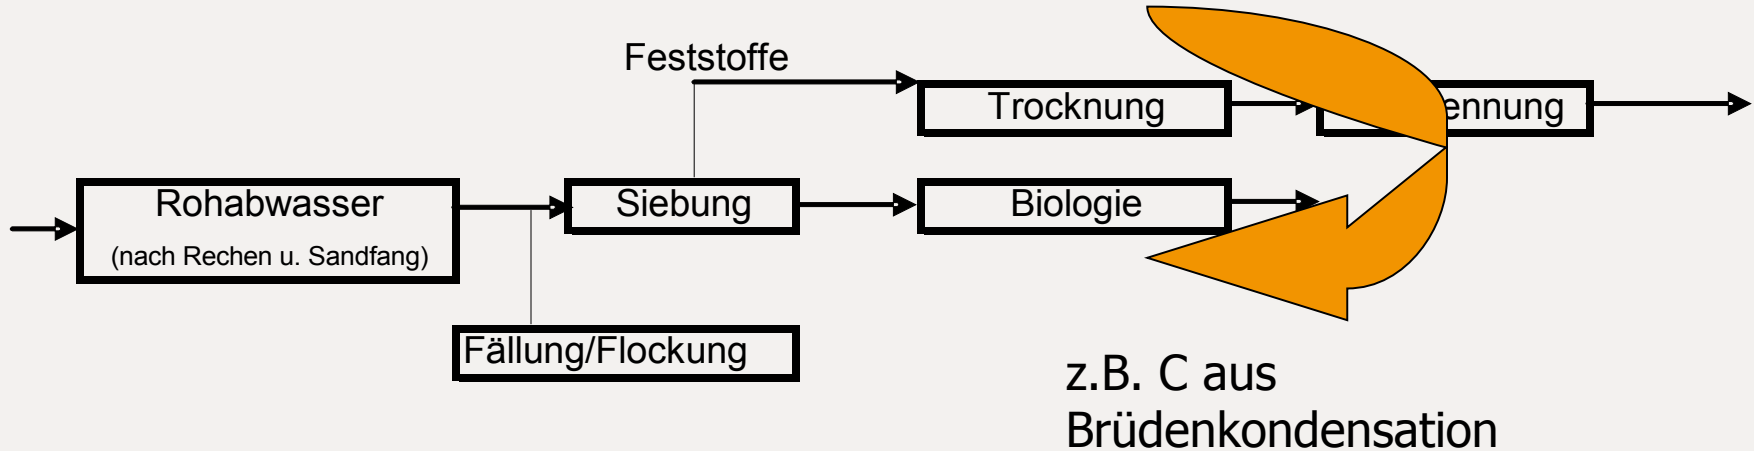 Feststoffe
Trocknung
ennung
Rohabwasser
(nach Rechen u. Sandfang)
Siebung
Biologie
Fällung/Flockung
z.B. C aus
Brüdenkondensation